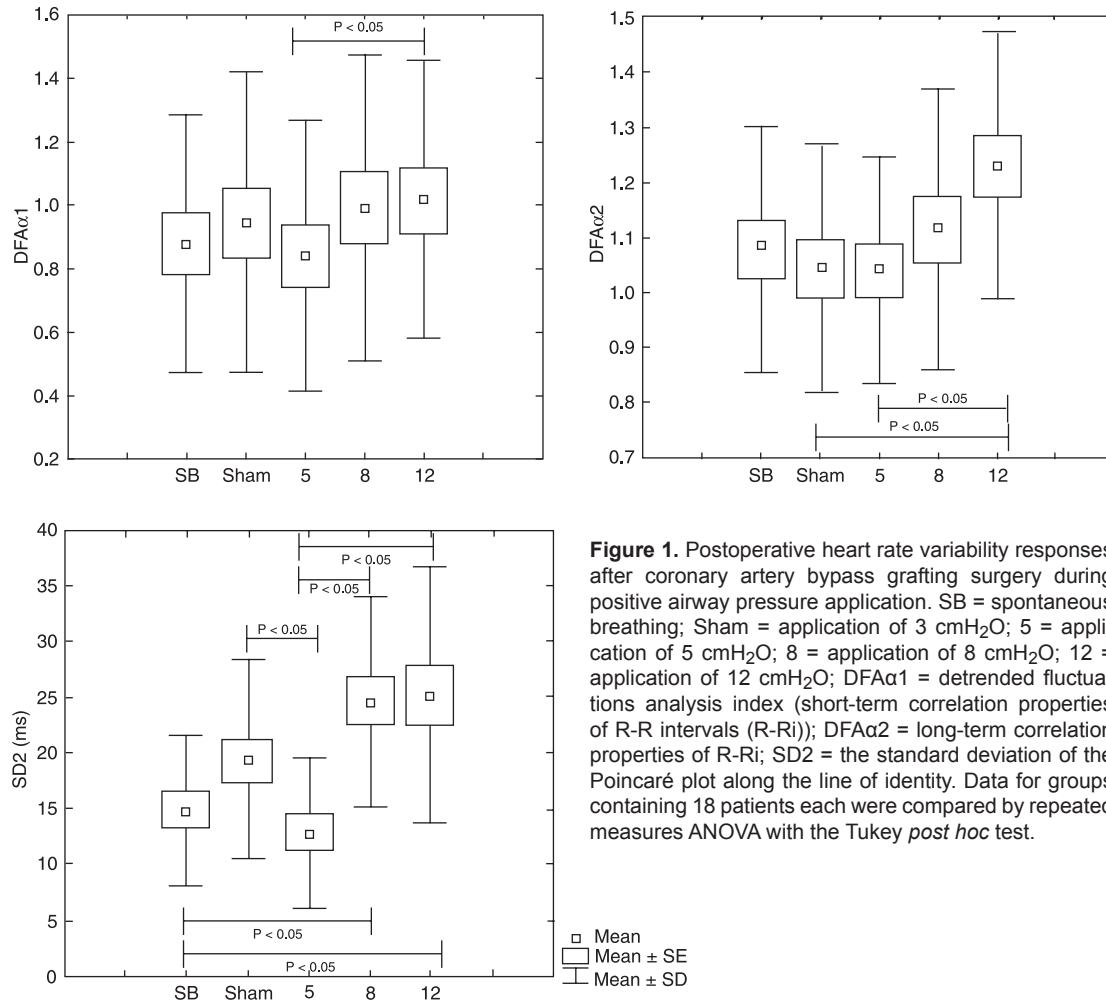 1.6
1.4
1.2
1.0
0.8
0.6
0.4
0.2
DFAα1
P < 0.05
SB Sham 5 8 12
1.5
1.4
1.3
1.2
1.1
1.0
0.9
0.8
0.7
DFAα2
P < 0.05
P < 0.05
SB Sham 5 8 12
40
35
30
25
20
15
10
5
0
SD2 (ms)
P < 0.05
P < 0.05
P < 0.05
P < 0.05
P < 0.05
SB Sham 5 8 12
Mean
Mean ± SE
Mean ± SD
Figure 1. Postoperative heart rate variability responses
after coronary artery bypass grafting surgery during
positive airway pressure application. SB = spontaneous
breathing; Sham = application of 3 cmH₂O; 5 = appli
cation of 5 cmH₂O; 8 = application of 8 cmH₂O; 12 =
application of 12 cmH₂O; DFAα1 = detrended fluctua
tions analysis index (short-term correlation properties
of R-R intervals (R-Ri)); DFAα2 = long-term correlation
properties of R-Ri; SD2 = the standard deviation of the
Poincaré plot along the line of identity. Data for groups
containing 18 patients each were compared by repeated
measures ANOVA with the Tukey post hoc test.